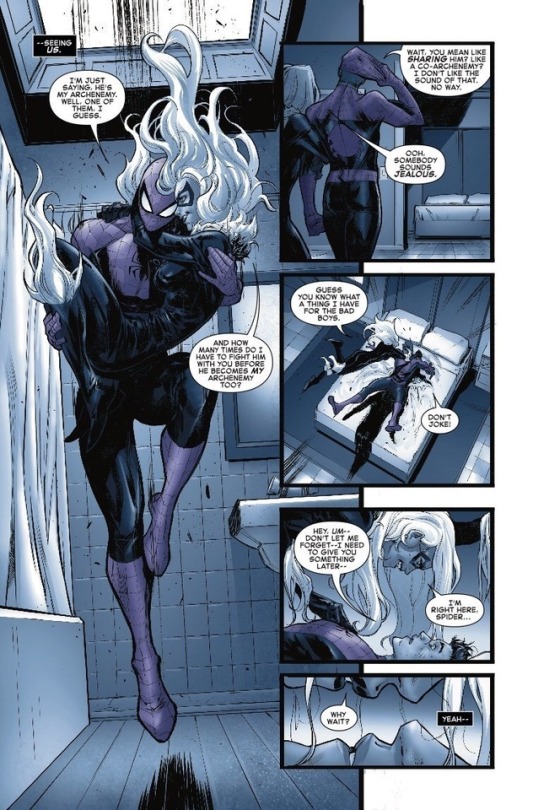 --SEEING
US.
I'M JUST
SAYING. HE'S
MY ARCHENEMY.
WELL, ONE OF
THEM. I
GUESS.
AND HOW
MANY TIMES DO I
HAVE TO FIGHT HIM
WITH YOU BEFORE
HE BECOMES MY
ARCHENEMY
TOO?
WAIT. YOU MEAN LIKE
SHARING HIM? LIKE
A CO-ARCHENEMY?
I DON'T LIKE THE
SOUND OF THAT.
NO WAY.
OOH,
SOMEBODY
SOUNDS
JEALOUS.
GUESS
YOU KNOW WHAT
A THING I HAVE
FOR THE BAD
BOYS.
DON'T
JOKE!
HEY, UM--
DON'T LET ME
FORGET--I NEED
TO GIVE YOU
SOMETHING
LATER--
I'M
RIGHT HERE,
SPIDER...
WHY
WAIT?
YEAH--